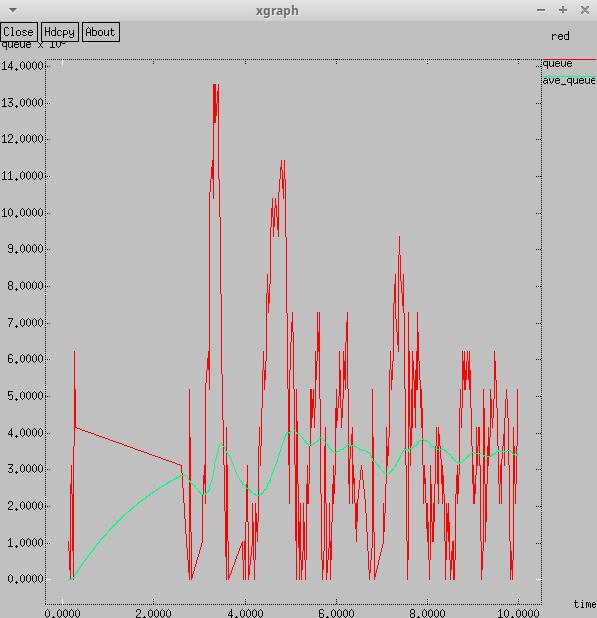 xgraph
Close Hdcpy About
red
queue x 10
queue
ave_queue
14.0000
13.0000
12.0000
11.0000
10.0000
9.0000
8.0000
7.0000
6.0000
5.0000
4.0000
3.0000
2.0000
1.0000
0.0000
time
0.0000 2.0000 4.0000 6.0000 8.0000 10.0000